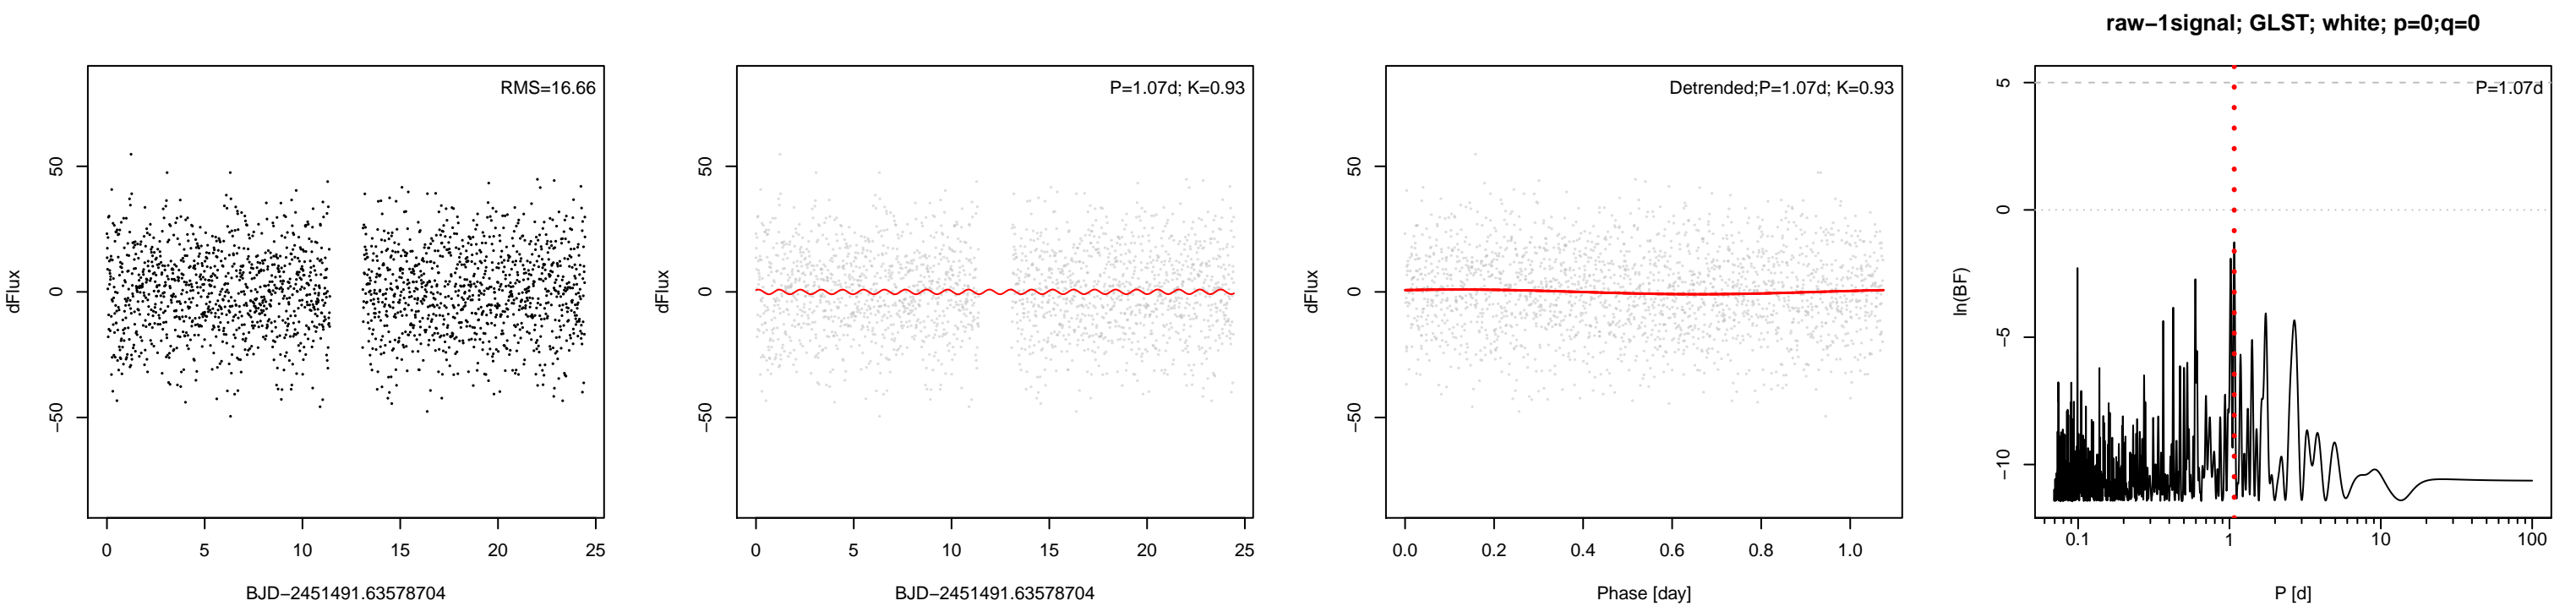 raw−1signal; GLST; white; p=0;q=0
RMS=16.66
dFlux
50
0
−50
0 5 10 15 20 25
BJD−2451491.63578704
P=1.07d; K=0.93
dFlux
50
0
−50
0 5 10 15 20 25
BJD−2451491.63578704
Detrended;P=1.07d; K=0.93
dFlux
50
0
−50
0.0 0.2 0.4 0.6 0.8 1.0
Phase [day]
P=1.07d
ln(BF)
5
0
−5
−10
0.1 1 10 100
P [d]